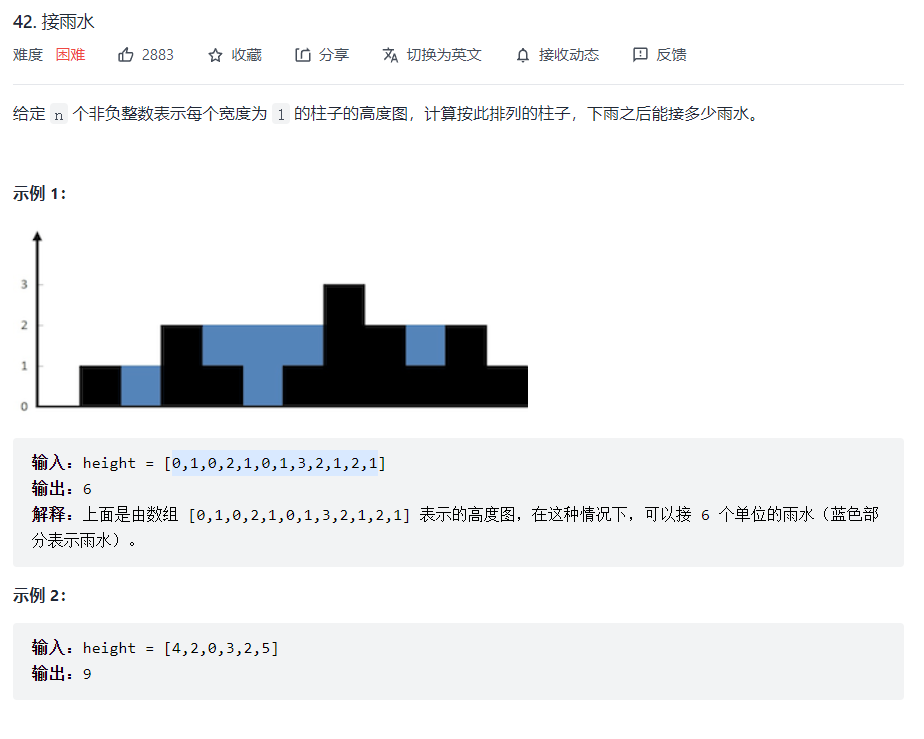 42. 接雨水
难度 困难 2883 收藏 分享 切换为英文 接收动态 反馈
给定 n 个非负整数表示每个宽度为 1 的柱子的高度图，计算按此排列的柱子，下雨之后能接多少雨水。
示例 1：
3
2
1
0
输入：height = [0,1,0,2,1,0,1,3,2,1,2,1]
输出：6
解释：上面是由数组 [0,1,0,2,1,0,1,3,2,1,2,1] 表示的高度图，在这种情况下，可以接 6 个单位的雨水（蓝色部
分表示雨水）。
示例 2：
输入：height = [4,2,0,3,2,5]
输出：9